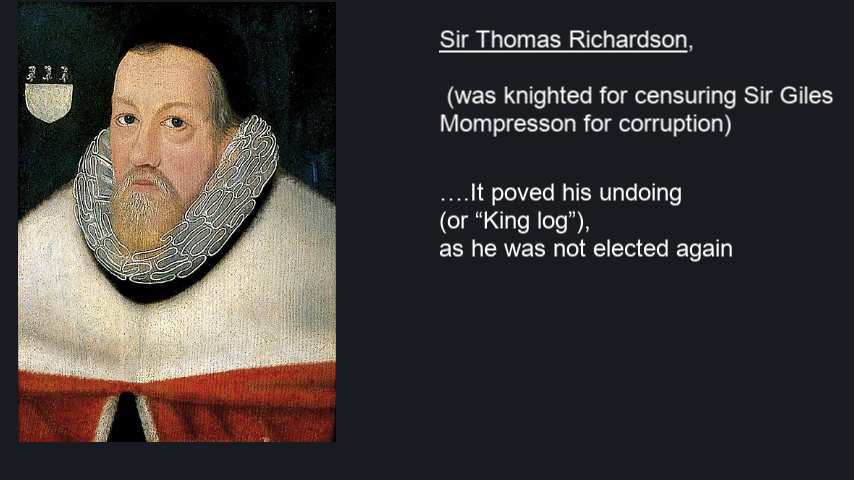 Sir Thomas Richardson,
(was knighted for censuring Sir Giles
Mompresson for corruption)
….It poved his undoing
(or “King log”),
as he was not elected again